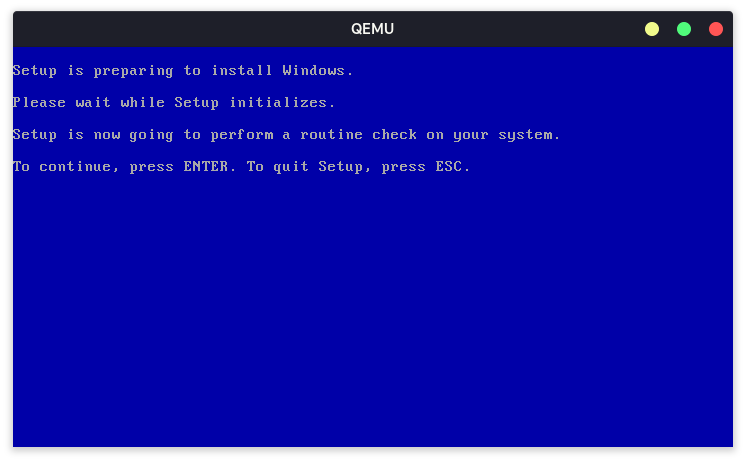 QEMU
Setup is preparing to install Windows.
Please wait while Setup initializes.
Setup is now going to perform a routine check on your system.
To continue, press ENTER. To quit Setup, press ESC.